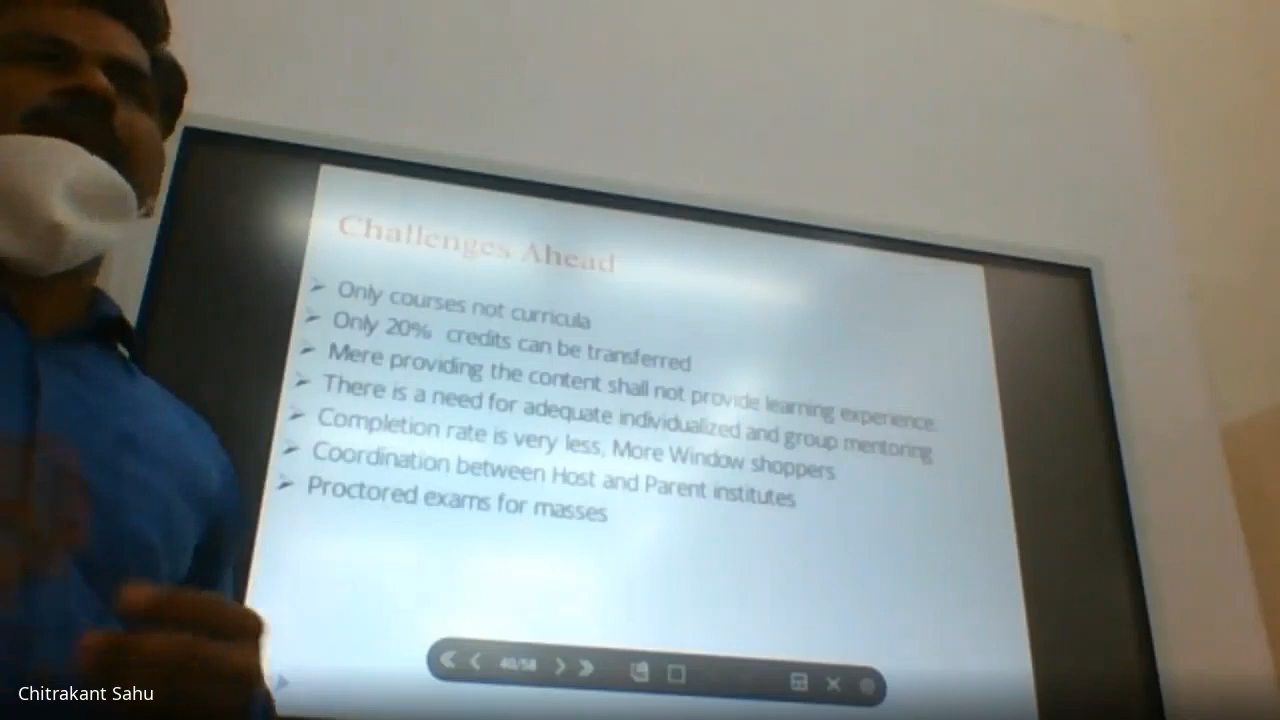 Challenges Ahead
Only courses not curricula
Only 20% credits can be transferred
Mere providing the content shall not provide learning experience.
There is a need for adequate individualized and group mentoring
Completion rate is very less, More Window shoppers
Coordination between Host and Parent institutes
Proctored exams for masses
40/58
Chitrakant Sahu